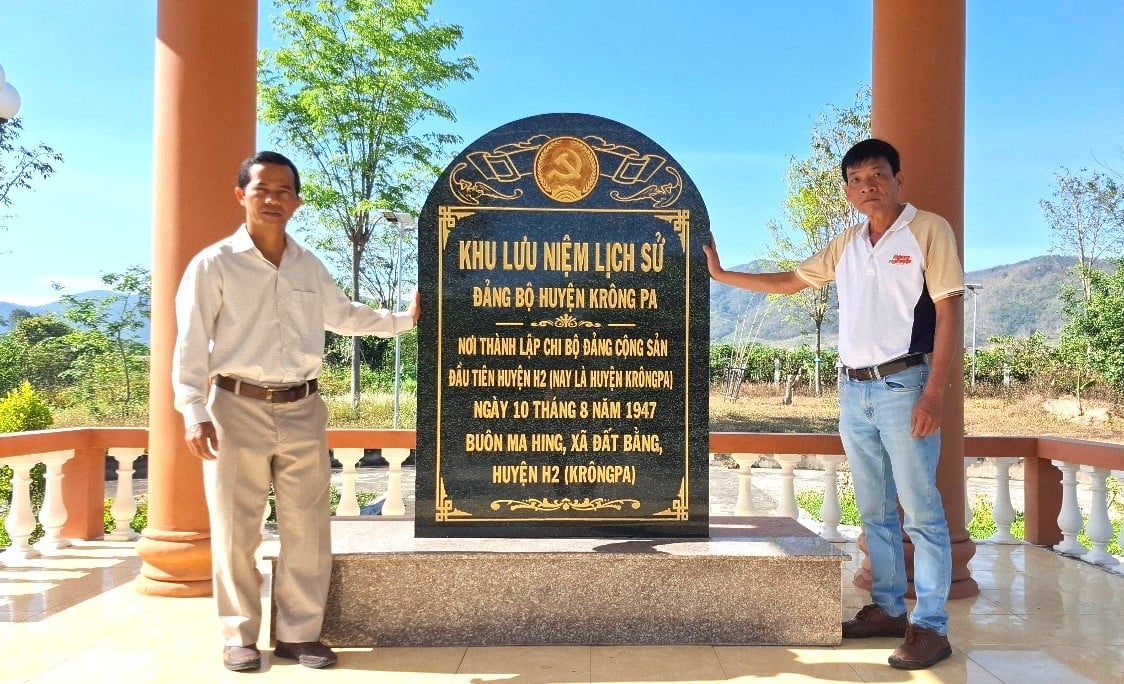 KHU LƯU NIỆM LỊCH SỬ
ĐẢNG BỘ HUYỆN KRÔNG PA
NƠI THÀNH LẬP CHI BỘ ĐẢNG CỘNG SẢN
ĐẦU TIÊN HUYỆN H2 (NAY LÀ HUYỆN KRÔNGPA)
NGÀY 10 THÁNG 8 NĂM 1947
BUÔN MA HING, XÃ ĐẤT BẰNG,
HUYỆN H2 (KRÔNGPA)